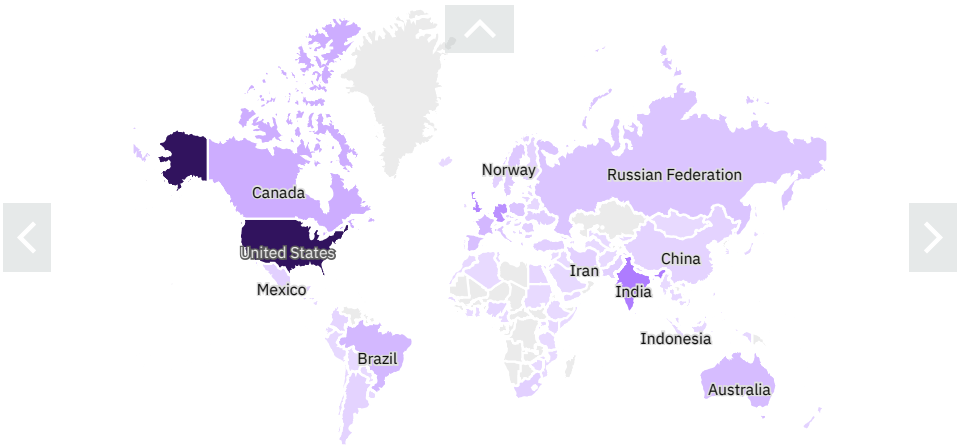 Norway
Russian Federation
Canada
United States
China
Iran
Mexico
India
Indonesia
Brazil
Australia